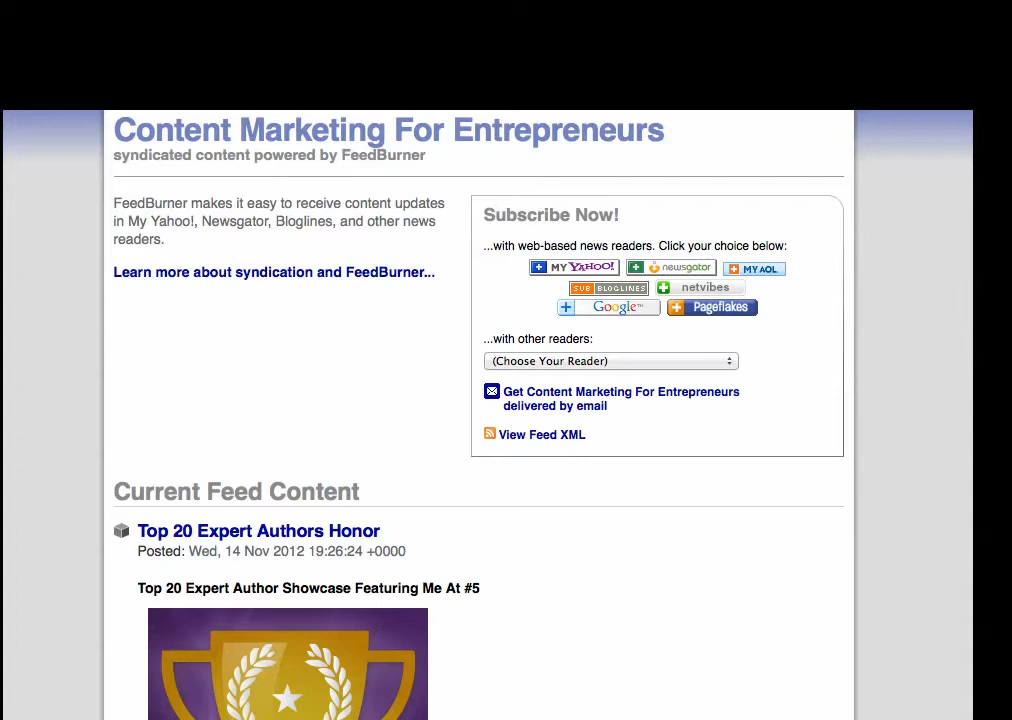 Content Marketing For Entrepreneurs
syndicated content powered by FeedBurner
FeedBurner makes it easy to receive content updates
in My Yahoo!, Newsgator, Bloglines, and other news
readers.
Learn more about syndication and FeedBurner...
Subscribe Now!
...with web-based news readers. Click your choice below:
MY YAHOO! newsgator MY AOL
SUB BLOGLINES netvibes
Google™ Pageflakes
...with other readers:
(Choose Your Reader)
Get Content Marketing For Entrepreneurs
delivered by email
View Feed XML
Current Feed Content
Top 20 Expert Authors Honor
Posted: Wed, 14 Nov 2012 19:26:24 +0000
Top 20 Expert Author Showcase Featuring Me At #5